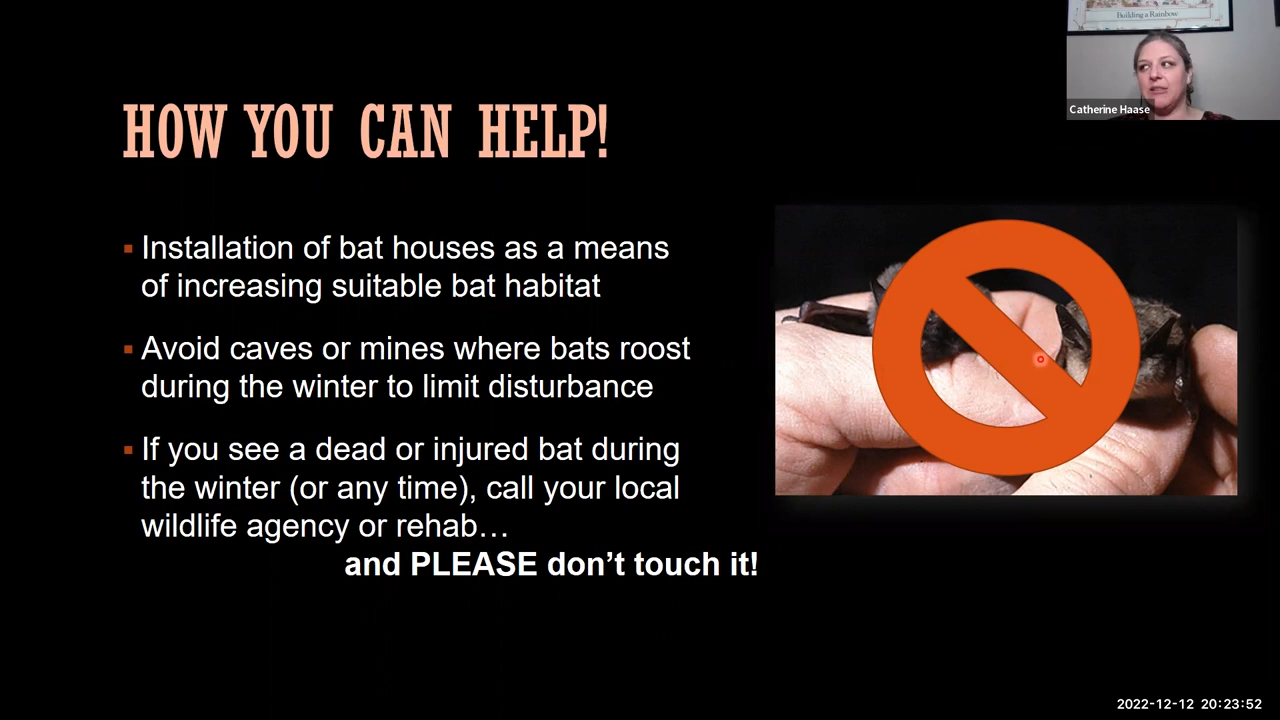 Building a Rainbow
Catherine Haase
HOW YOU CAN HELP!
▪ Installation of bat houses as a means
of increasing suitable bat habitat
▪ Avoid caves or mines where bats roost
during the winter to limit disturbance
▪ If you see a dead or injured bat during
the winter (or any time), call your local
wildlife agency or rehab…
and PLEASE don’t touch it!
2022-12-12 20:23:52